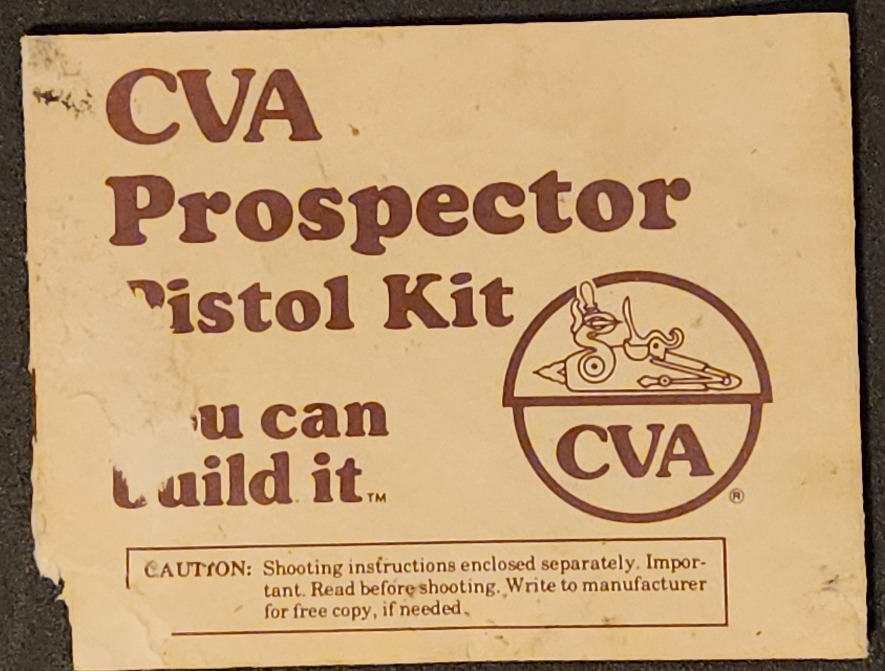 CVA
Prospector
Pistol Kit
You can
build it™
CVA
®
CAUTION: Shooting instructions enclosed separately. Impor-
tant. Read before shooting. Write to manufacturer
for free copy, if needed.